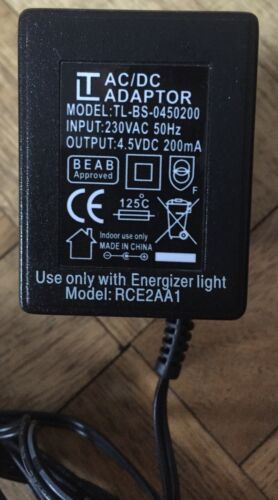 LT AC/DC
ADAPTOR
MODEL:TL-BS-0450200
INPUT:230VAC 50Hz
OUTPUT:4.5VDC 200mA
BEAB
Approved
F
CE
125°C
Indoor use only
MADE IN CHINA
Use only with Energizer light
Model: RCE2AA1